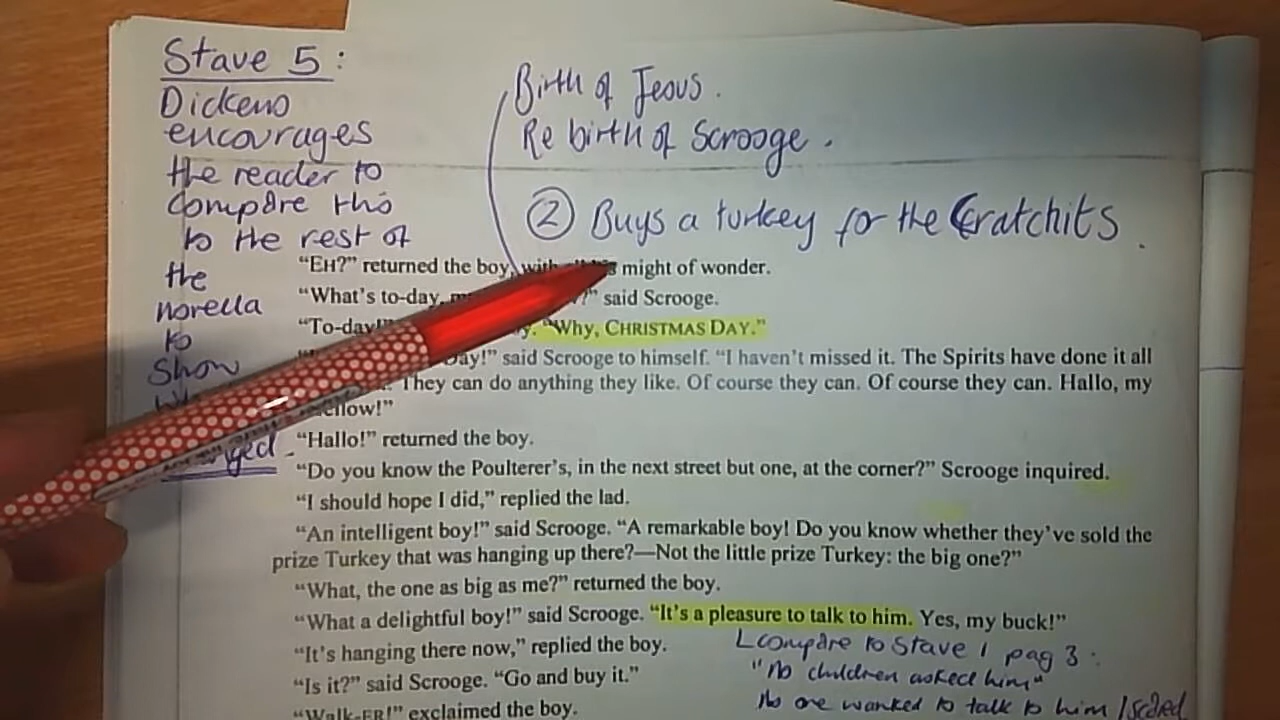 Stave 5 :
Dickens
encourages
the reader to
compare this
to the rest of
the
novella
to
Show
Birth of Jesus .
Re birth of Scrooge .
② Buys a turkey for the Cratchits .
“EH?” returned the boy, with might of wonder.
“What’s to-day, said Scrooge.
“To-day!” “Why, CHRISTMAS DAY.”
said Scrooge to himself. “I haven’t missed it. The Spirits have done it all
They can do anything they like. Of course they can. Of course they can. Hallo, my
“Hallo!” returned the boy.
“Do you know the Poulterer’s, in the next street but one, at the corner?” Scrooge inquired.
“I should hope I did,” replied the lad.
“An intelligent boy!” said Scrooge. “A remarkable boy! Do you know whether they’ve sold the
prize Turkey that was hanging up there?—Not the little prize Turkey: the big one?”
“What, the one as big as me?” returned the boy.
“What a delightful boy!” said Scrooge. “It’s a pleasure to talk to him. Yes, my buck!”
“It’s hanging there now,” replied the boy.
“Is it?” said Scrooge. “Go and buy it.”
“Walk-ER!” exclaimed the boy.
compare to Stave 1 pag 3 :
"No children asked him"
No one wanted to talk to him / scared